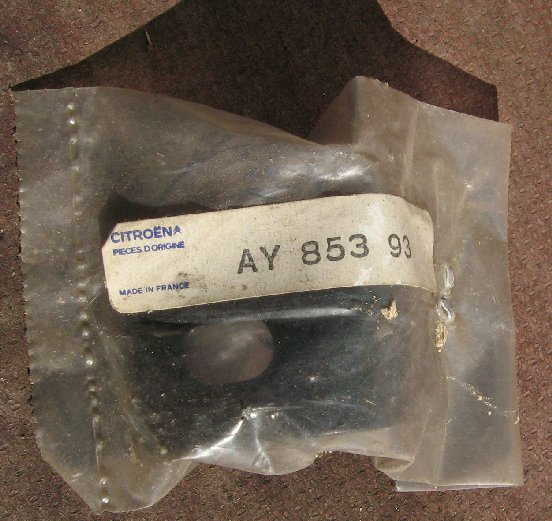 CITROËN
PIECES D'ORIGINE
AY 853 93
MADE IN FRANCE